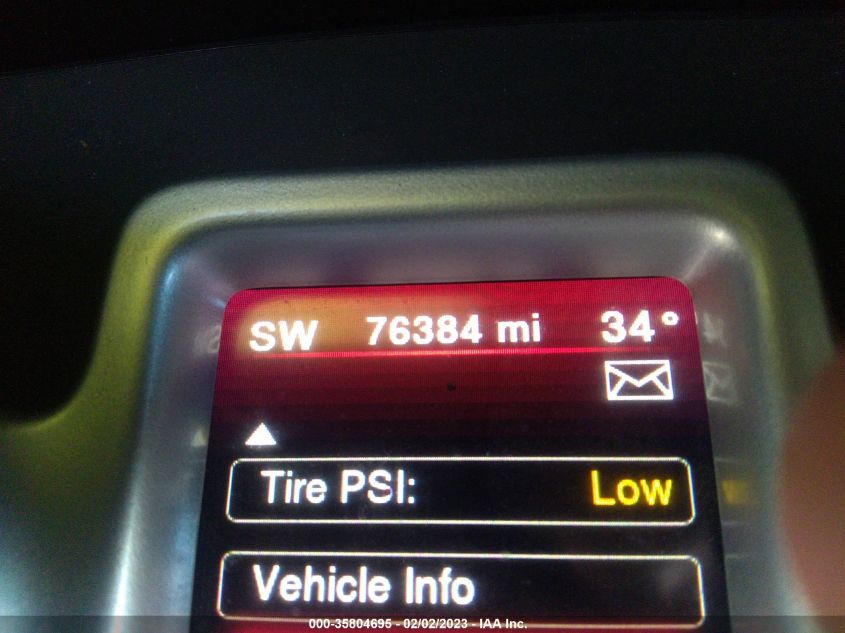 SW 76384 mi 34°
Tire PSI: Low
Vehicle Info
000-35804695 - 02/02/2023 - IAA Inc.